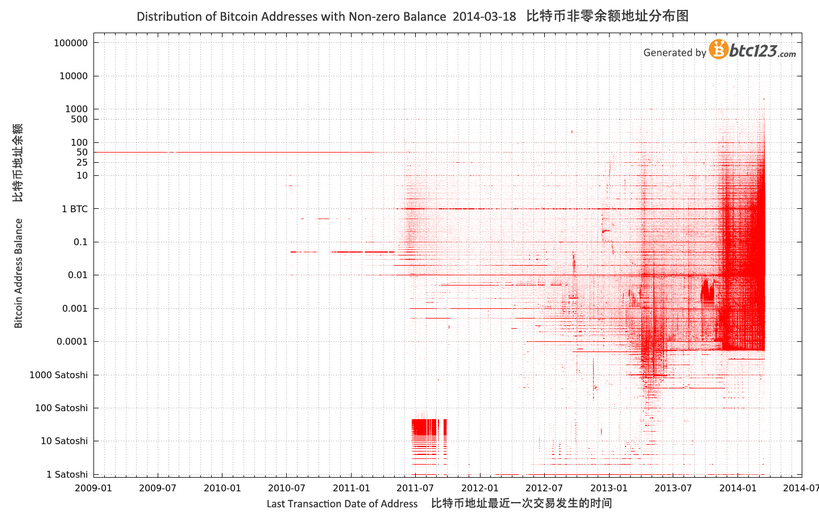 Distribution of Bitcoin Addresses with Non-zero Balance 2014-03-18 比特币非零余额地址分布图
Generated by btc123.com
比特币地址余额
Bitcoin Address Balance
100000
10000
1000
500
100
50
25
10
1 BTC
0.1
0.01
0.001
0.0001
1000 Satoshi
100 Satoshi
10 Satoshi
1 Satoshi
2009-01 2009-07 2010-01 2010-07 2011-01 2011-07 2012-01 2012-07 2013-01 2013-07 2014-01 2014-07
Last Transaction Date of Address 比特币地址最近一次交易发生的时间